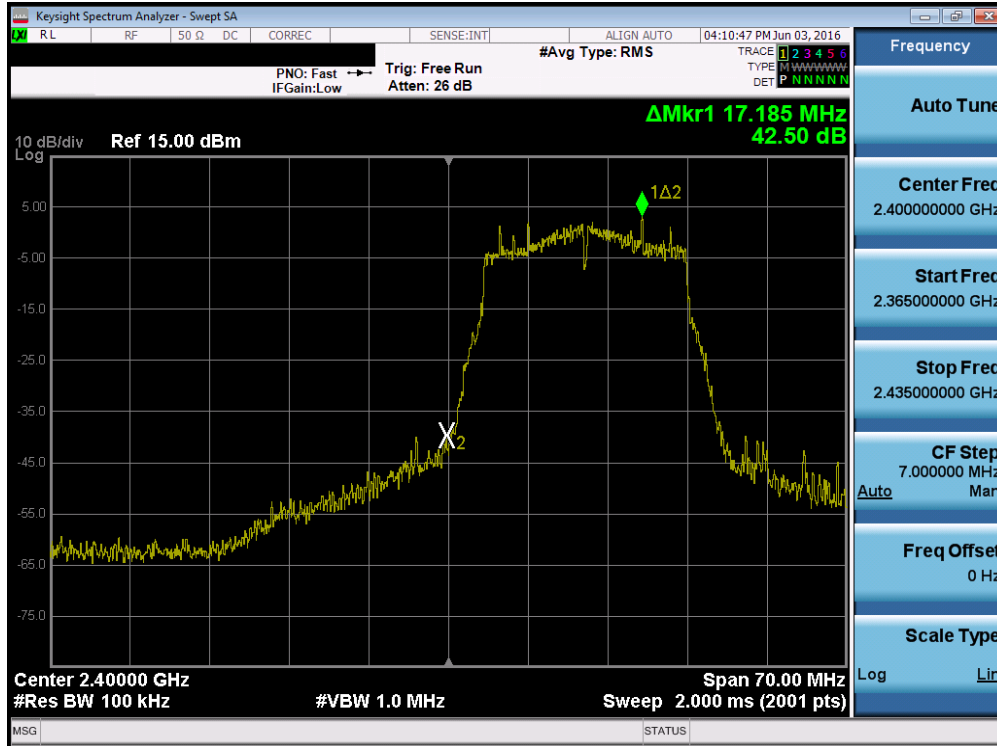 Keysight Spectrum Analyzer - Swept SA
LXI RL RF 50 Ω DC CORREC SENSE:INT ALIGN AUTO 04:10:47 PM Jun 03, 2016
PNO: Fast
IFGain:Low
Trig: Free Run
Atten: 26 dB
#Avg Type: RMS
TRACE 1 2 3 4 5 6
TYPE M WWWWW
DET P N N N N N
ΔMkr1 17.185 MHz
42.50 dB
10 dB/div
Log
Ref 15.00 dBm
5.00
-5.00
-15.0
-25.0
-35.0
-45.0
-55.0
-65.0
-75.0
1Δ2
X2
Center 2.40000 GHz
Span 70.00 MHz
#Res BW 100 kHz
#VBW 1.0 MHz
Sweep 2.000 ms (2001 pts)
MSG
STATUS
Frequency
Auto Tune
Center Freq
2.400000000 GHz
Start Freq
2.365000000 GHz
Stop Freq
2.435000000 GHz
CF Step
7.000000 MHz
Auto Man
Freq Offset
0 Hz
Scale Type
Log Lin